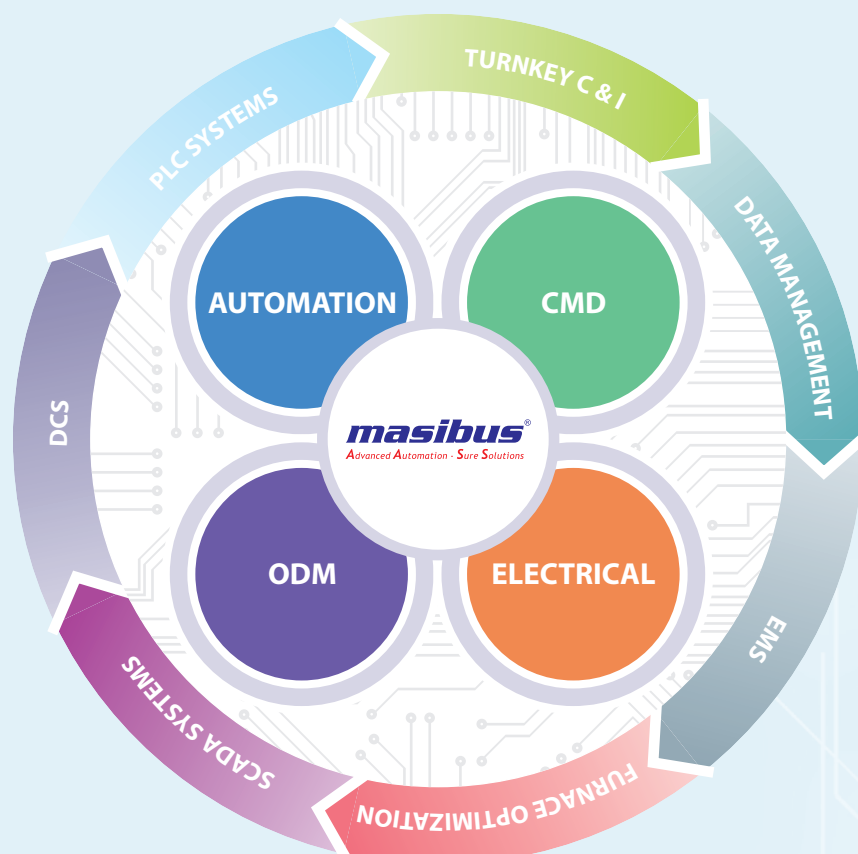 TURNKEY C & I
DATA MANAGEMENT
EMS
FURNACE OPTIMIZATION
SCADA SYSTEMS
DCS
PLC SYSTEMS
AUTOMATION
CMD
masibus®
Advanced Automation - Sure Solutions
ODM
ELECTRICAL